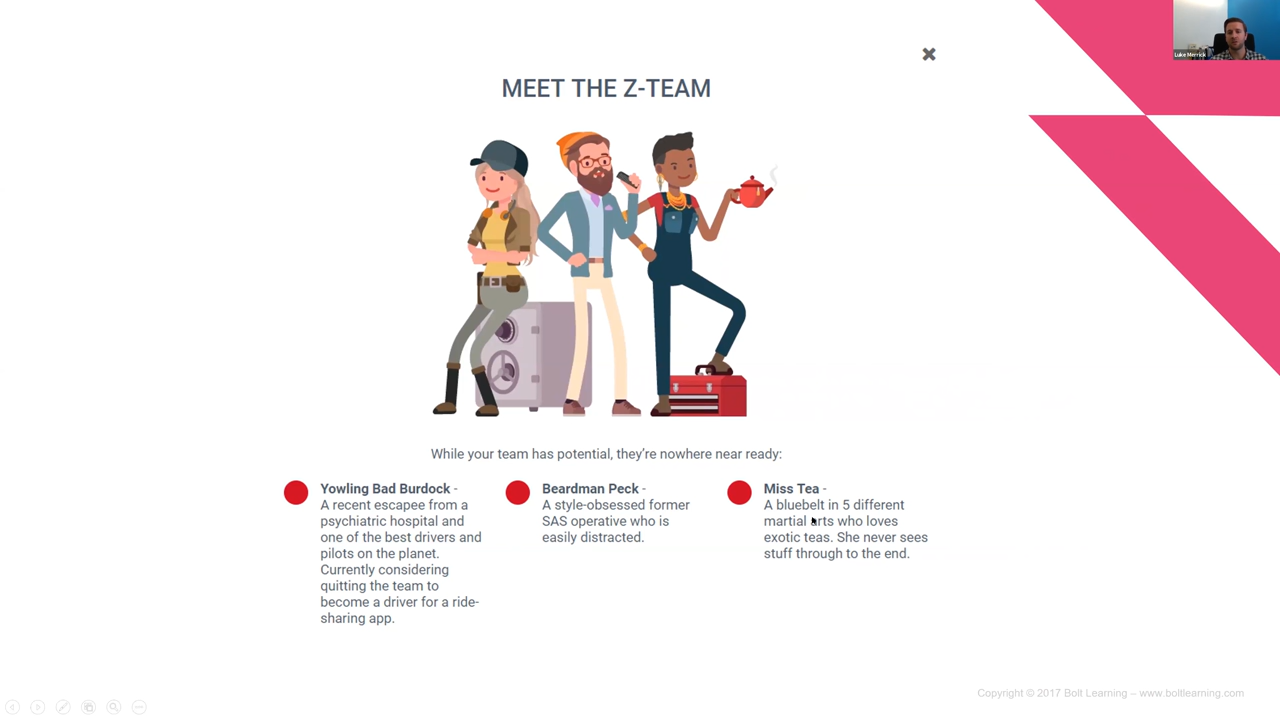 Luke Merrick
MEET THE Z-TEAM
While your team has potential, they're nowhere near ready:
Yowling Bad Burdock -
A recent escapee from a
psychiatric hospital and
one of the best drivers and
pilots on the planet.
Currently considering
quitting the team to
become a driver for a ride-
sharing app.
Beardman Peck -
A style-obsessed former
SAS operative who is
easily distracted.
Miss Tea -
A bluebelt in 5 different
martial arts who loves
exotic teas. She never sees
stuff through to the end.
Copyright © 2017 Bolt Learning – www.boltlearning.com